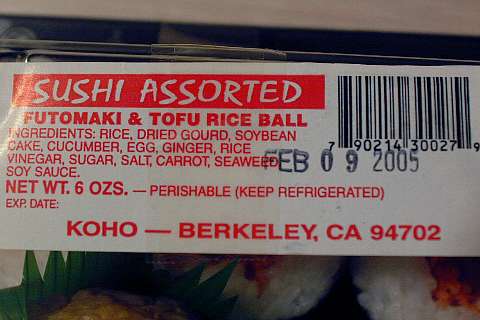 SUSHI ASSORTED
FUTOMAKI & TOFU RICE BALL
INGREDIENTS: RICE, DRIED GOURD, SOYBEAN
CAKE, CUCUMBER, EGG, GINGER, RICE
VINEGAR, SUGAR, SALT, CARROT, SEAWEED
SOY SAUCE.
NET WT. 6 OZS. — PERISHABLE (KEEP REFRIGERATED)
EXP. DATE:
KOHO — BERKELEY, CA 94702
7 90214 30027 9
FEB 09 2005